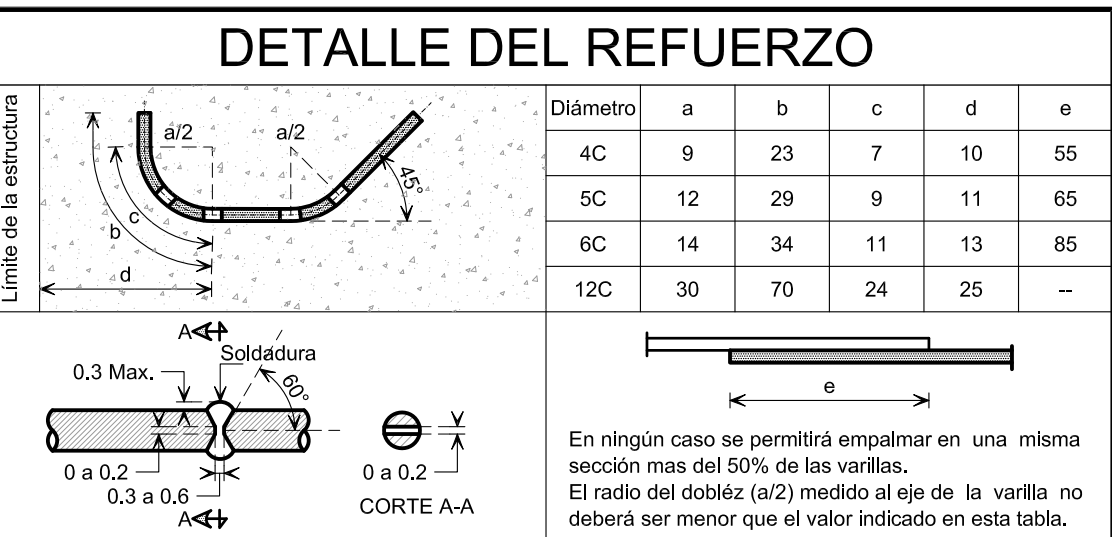 DETALLE DEL REFUERZO
Límite de la estructura
a/2 a/2
45°
c
b
d
Diámetro a b c d e
4C 9 23 7 10 55
5C 12 29 9 11 65
6C 14 34 11 13 85
12C 30 70 24 25 --
A
Soldadura
0.3 Max.
60°
0 a 0.2
0.3 a 0.6
A
0 a 0.2
CORTE A-A
e
En ningún caso se permitirá empalmar en una misma
sección mas del 50% de las varillas.
El radio del dobléz (a/2) medido al eje de la varilla no
deberá ser menor que el valor indicado en esta tabla.